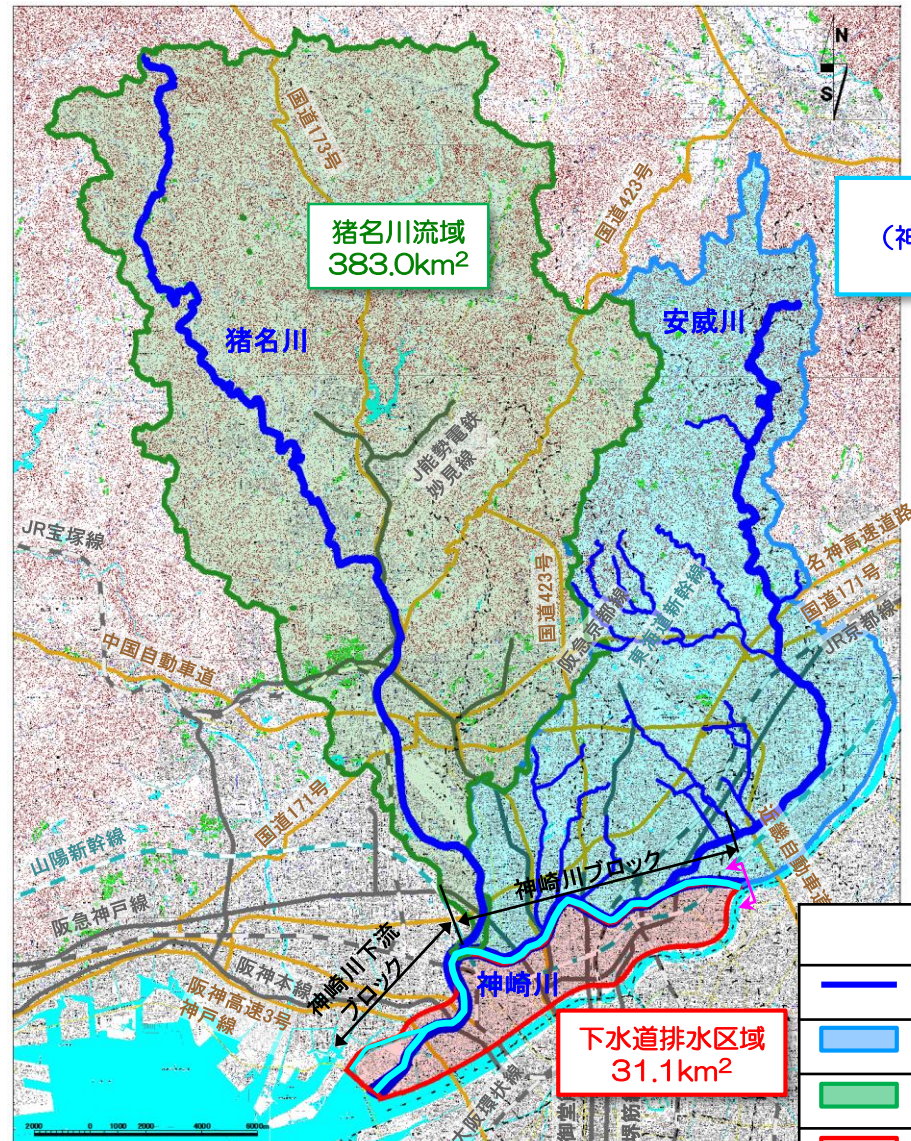 N
S
国道173号
国道423号
猪名川流域
383.0km²
(神
猪名川
安威川
J能勢電鉄
妙見線
JR宝塚線
国道423号
阪急京都線
東海道新幹線
名神高速道路
国道171号
JR京都線
中国自動車道
国道171号
山陽新幹線
近畿自動車道
神崎川ブロック
阪急神戸線
神崎川下流
ブロック
阪神本線
神崎川
阪神高速3号
神戸線
下水道排水区域
31.1km²
大阪環状線
2000 0 1000 2000 4000 6000m